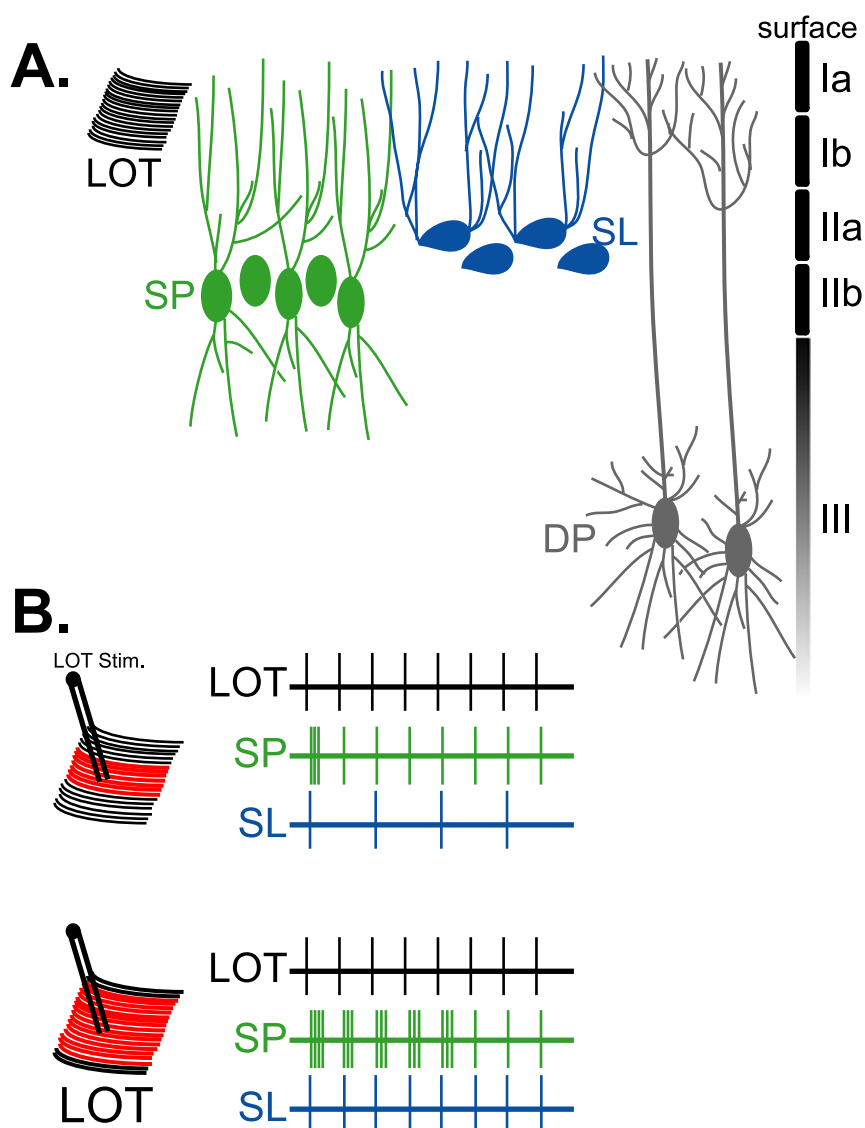 surface
A.
Ia
LOT
Ib
IIa
SL
SP
IIb
III
DP
B.
LOT Stim.
LOT
SP
SL
LOT
SP
LOT
SL